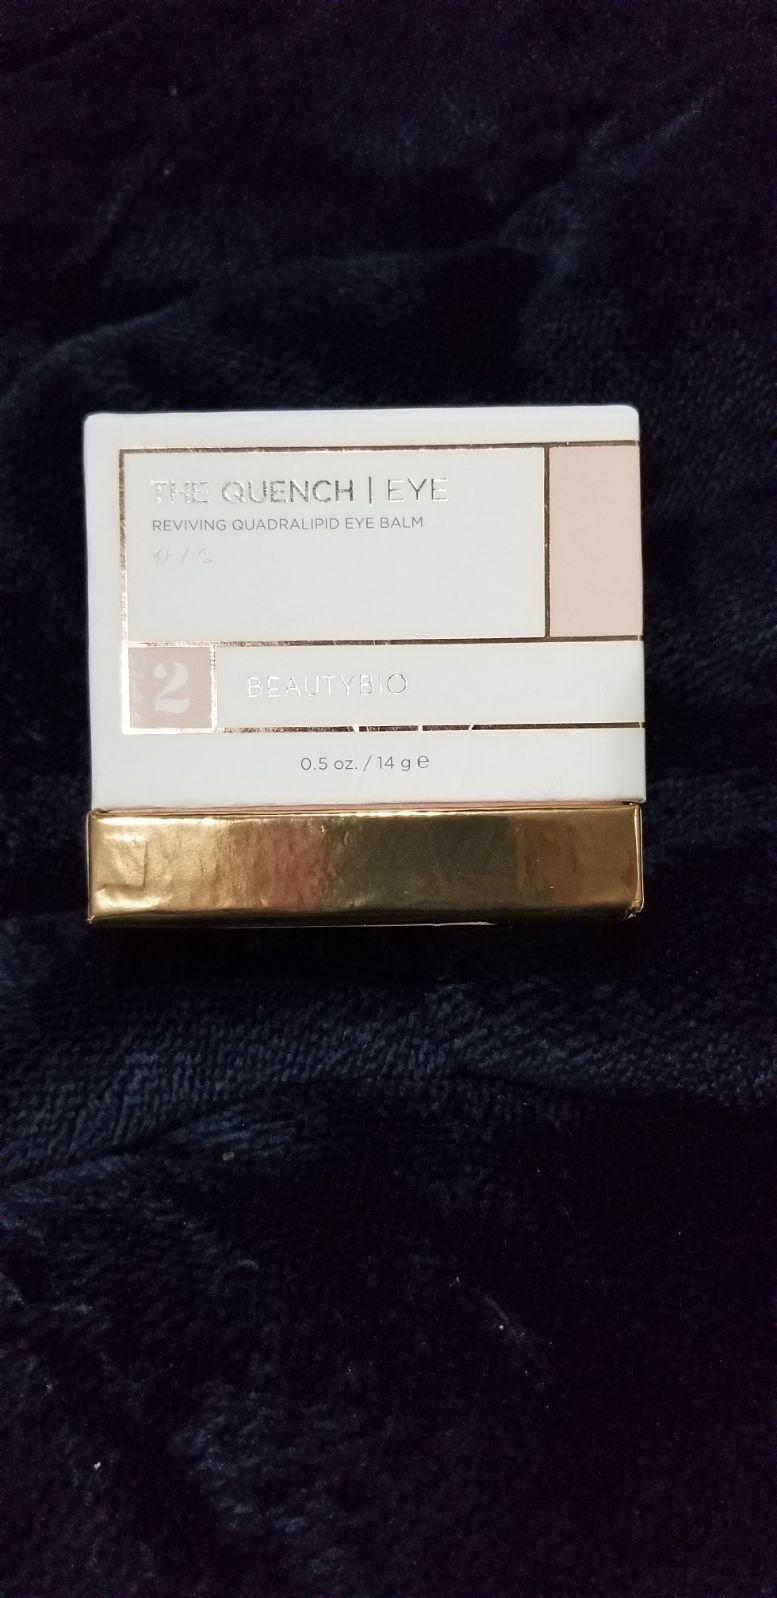 THE QUENCH | EYE
REVIVING QUADRALIPID EYE BALM
/
2
BEAUTYBIO
0.5 oz. / 14 g ℮